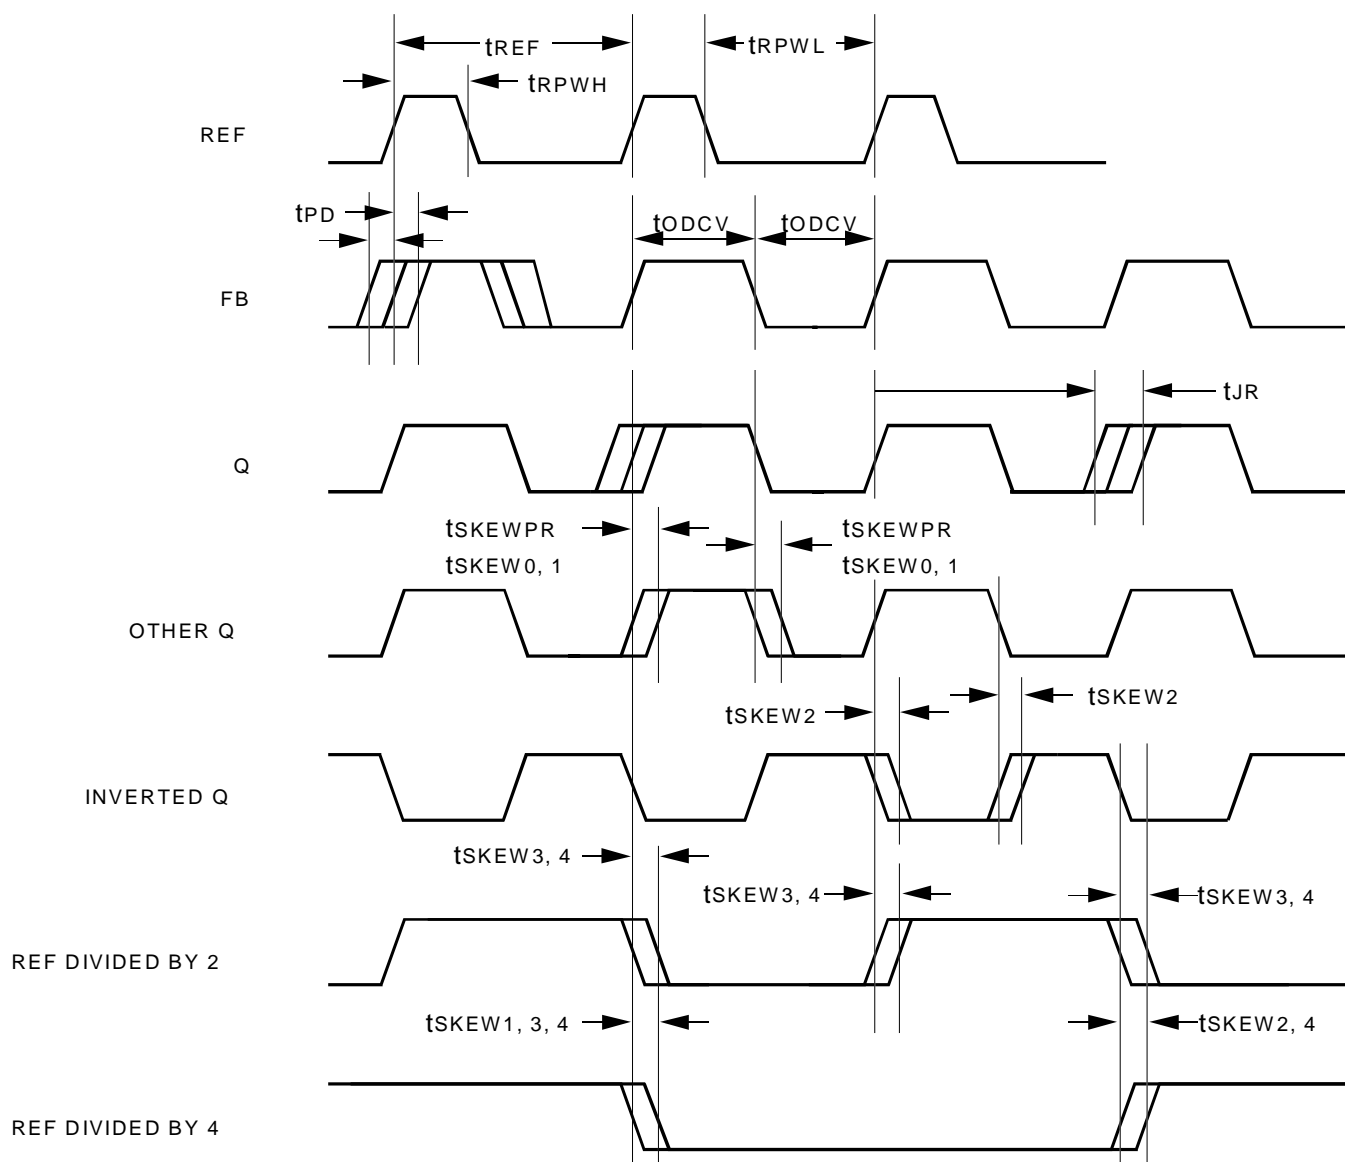 tREF
tRPWL
tRPWH
REF
tPD
tODCV
tODCV
FB
tJR
Q
tSKEWPR
tSKEW0, 1
tSKEWPR
tSKEW0, 1
OTHER Q
tSKEW2
tSKEW2
INVERTED Q
tSKEW3, 4
tSKEW3, 4
tSKEW3, 4
REF DIVIDED BY 2
tSKEW1, 3, 4
tSKEW2, 4
REF DIVIDED BY 4